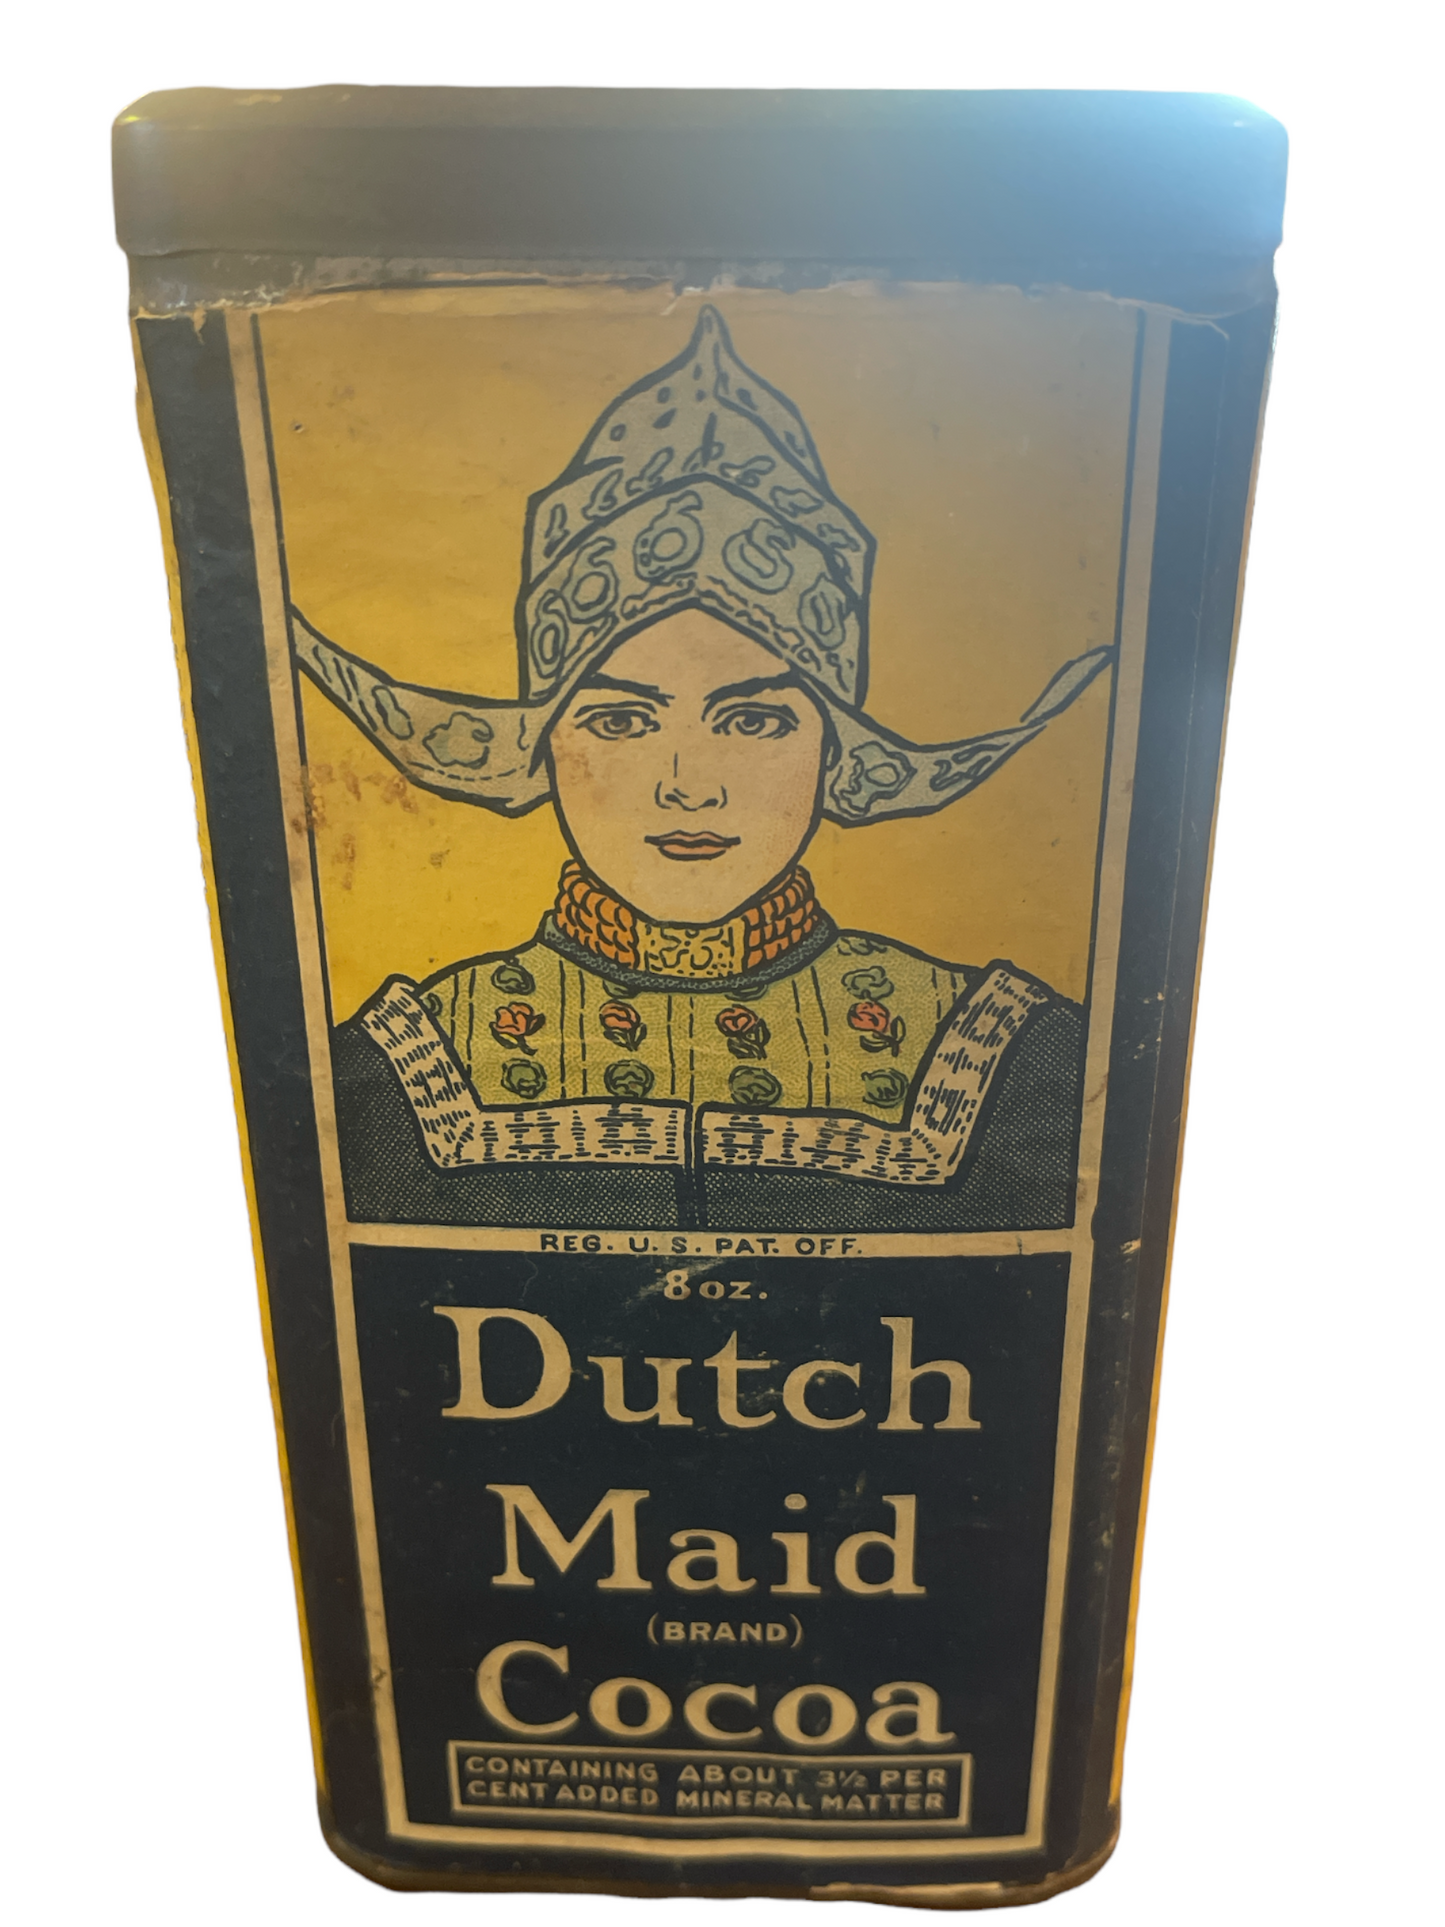 REG. U. S. PAT. OFF.
8 oz.
Dutch
Maid
(BRAND)
Cocoa
CONTAINING ABOUT 3½ PER
CENT ADDED MINERAL MATTER